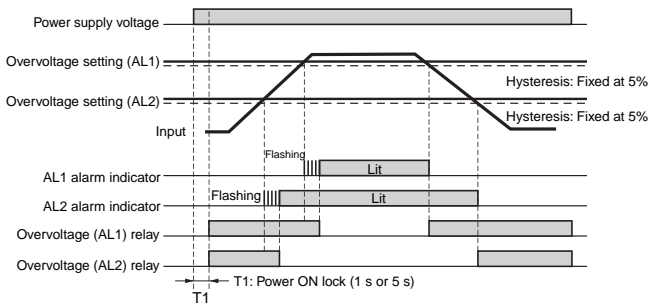 Power supply voltage
Overvoltage setting (AL1)
Hysteresis: Fixed at 5%
Overvoltage setting (AL2)
Hysteresis: Fixed at 5%
Input
Flashing
AL1 alarm indicator
Lit
Flashing
AL2 alarm indicator
Lit
Overvoltage (AL1) relay
Overvoltage (AL2) relay
T1: Power ON lock (1 s or 5 s)
T1